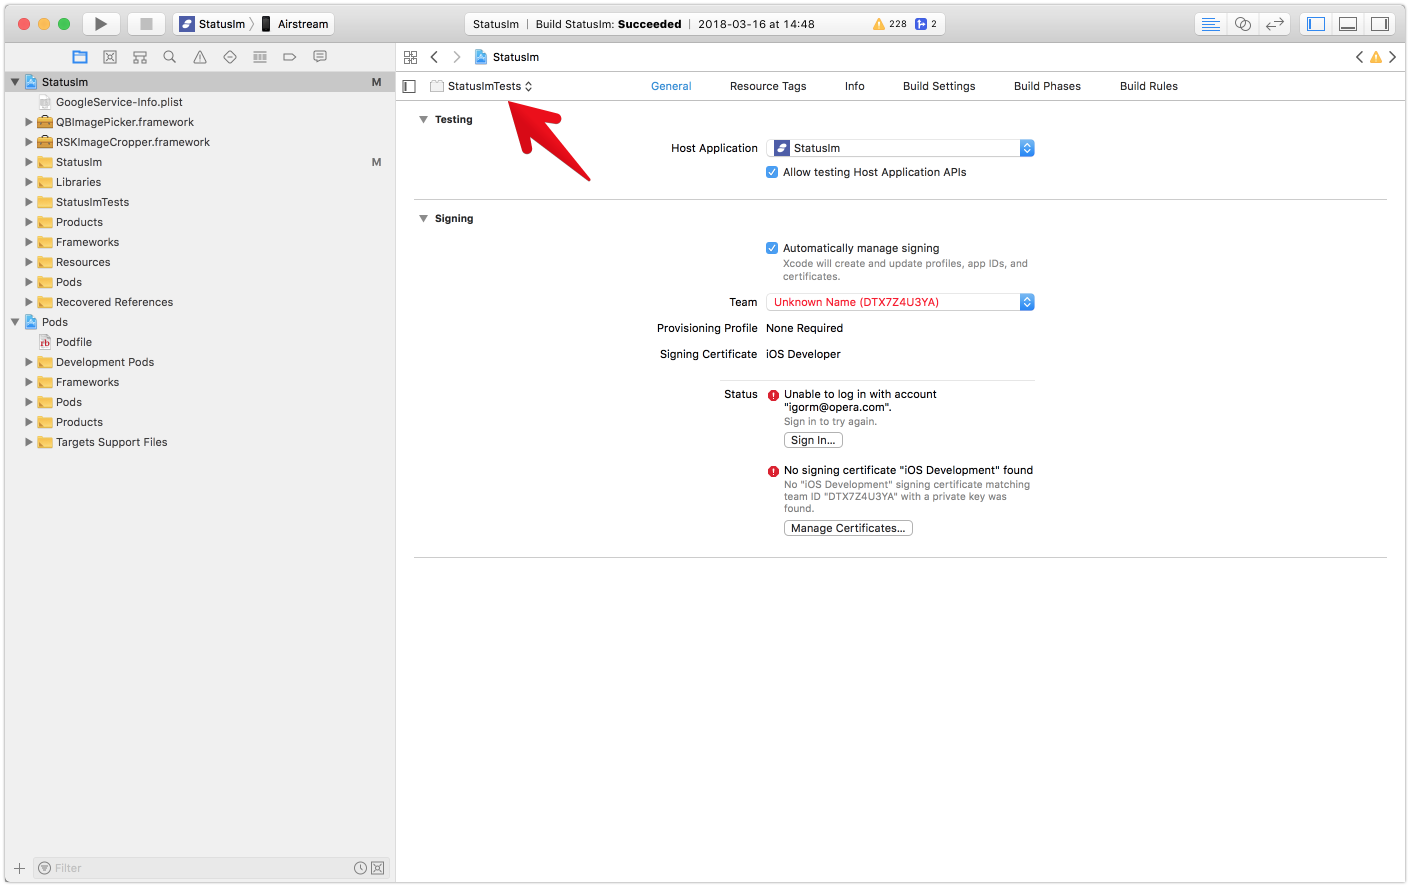 StatusIm Airstream
StatusIm | Build StatusIm: Succeeded | 2018-03-16 at 14:48 228 2
StatusIm M
GoogleService-Info.plist
QBImagePicker.framework
RSKImageCropper.framework
StatusIm M
Libraries
StatusImTests
Products
Frameworks
Resources
Pods
Recovered References
Pods
rb Podfile
Development Pods
Frameworks
Pods
Products
Targets Support Files
Filter
StatusIm
StatusImTests General Resource Tags Info Build Settings Build Phases Build Rules
Testing
Host Application StatusIm
Allow testing Host Application APIs
Signing
Automatically manage signing
Xcode will create and update profiles, app IDs, and
certificates.
Team Unknown Name (DTX7Z4U3YA)
Provisioning Profile None Required
Signing Certificate iOS Developer
Status Unable to log in with account
"igorm@opera.com".
Sign in to try again.
Sign In...
No signing certificate "iOS Development" found
No "iOS Development" signing certificate matching
team ID "DTX7Z4U3YA" with a private key was
found.
Manage Certificates...